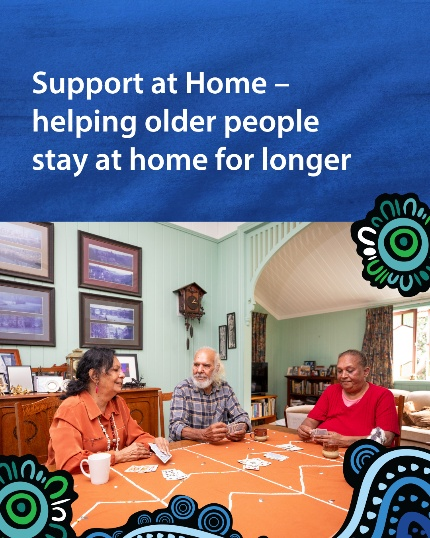 Support at Home –
helping older people
stay at home for longer